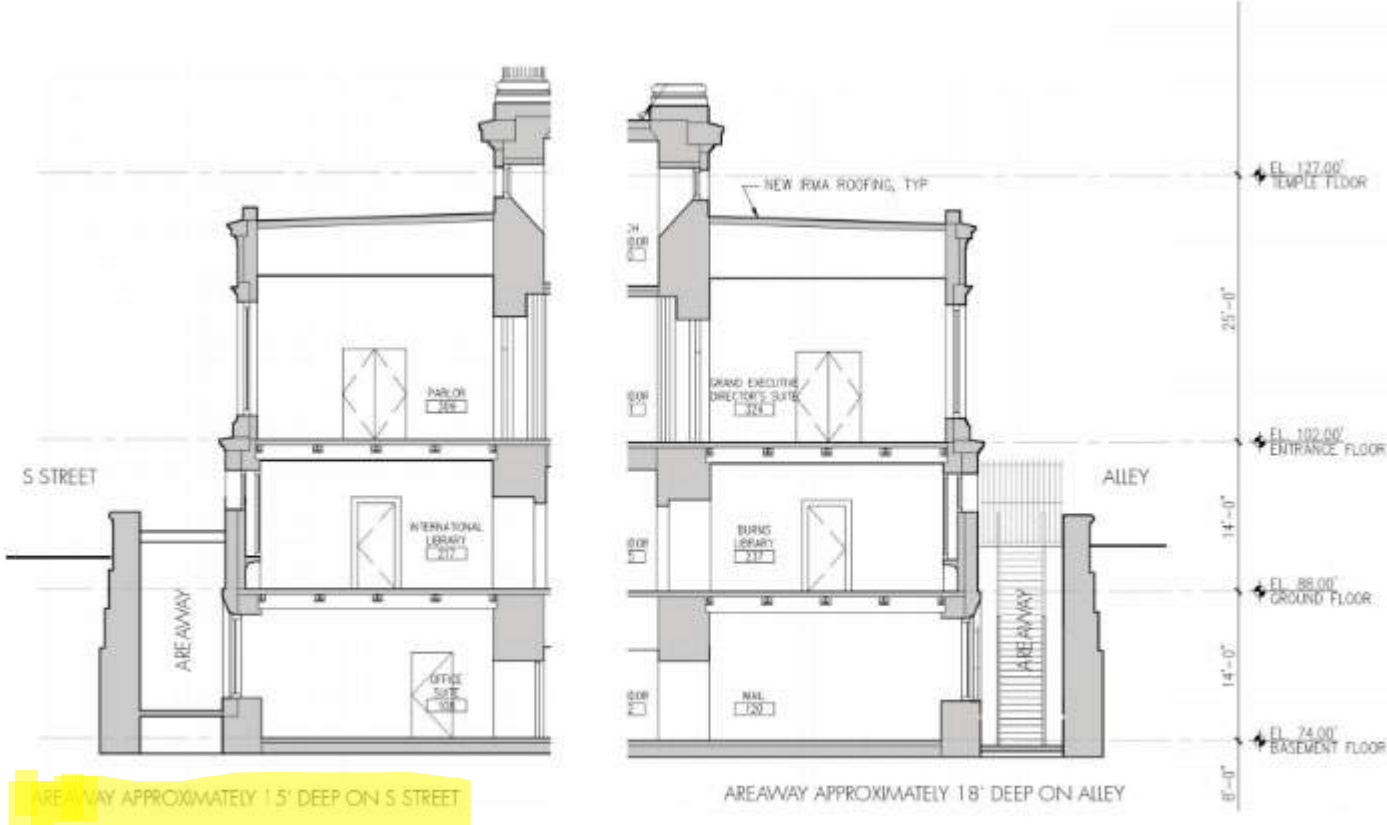 NEW IRMA ROOFING, TYP
EL. 127.00'
TEMPLE FLOOR
25'-0"
PARLOR
309
GRAND EXECUTIVE
DIRECTOR'S SUITE
324
EL. 102.00'
ENTRANCE FLOOR
S STREET
ALLEY
14'-0"
INTERNATIONAL
LIBRARY
217
BURNS
LIBRARY
237
EL. 88.00'
GROUND FLOOR
AREAWAY
AREAWAY
14'-0"
OFFICE
SUITE
108
MAIL
120
EL. 74.00'
BASEMENT FLOOR
8'-0"
AREAWAY APPROXIMATELY 15' DEEP ON S STREET
AREAWAY APPROXIMATELY 18' DEEP ON ALLEY